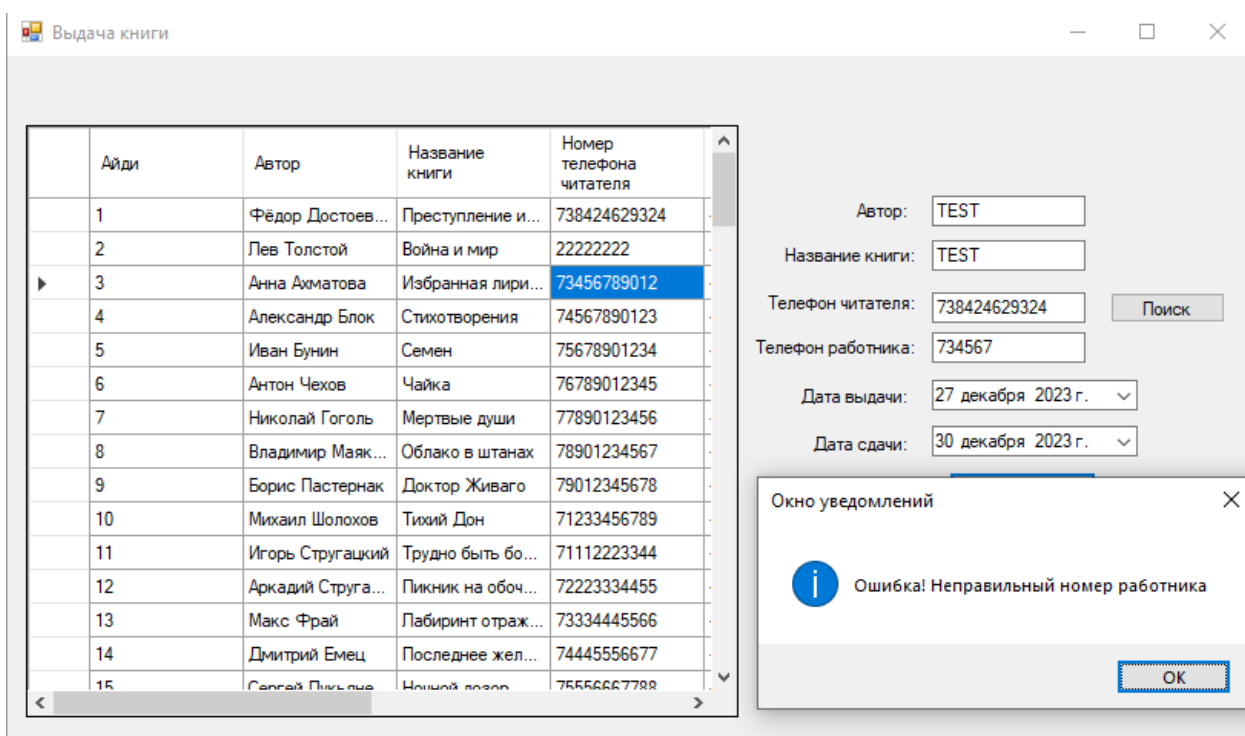 Выдача книги
Айди Автор Название книги Номер телефона читателя
1 Фёдор Достоев... Преступление и... 738424629324
2 Лев Толстой Война и мир 22222222
3 Анна Ахматова Избранная лири... 73456789012
4 Александр Блок Стихотворения 74567890123
5 Иван Бунин Семен 75678901234
6 Антон Чехов Чайка 76789012345
7 Николай Гоголь Мертвые души 77890123456
8 Владимир Маяк... Облако в штанах 78901234567
9 Борис Пастернак Доктор Живаго 79012345678
10 Михаил Шолохов Тихий Дон 71233456789
11 Игорь Стругацкий Трудно быть бо... 71112223344
12 Аркадий Струга... Пикник на обоч... 72223334455
13 Макс Фрай Лабиринт отраж... 73334445566
14 Дмитрий Емец Последнее жел... 74445556677
15 Сергей Лукьяне... Ночной дозор 75556667788
Автор: TEST
Название книги: TEST
Телефон читателя: 738424629324 Поиск
Телефон работника: 734567
Дата выдачи: 27 декабря 2023 г.
Дата сдачи: 30 декабря 2023 г.
Окно уведомлений
Ошибка! Неправильный номер работника
OK